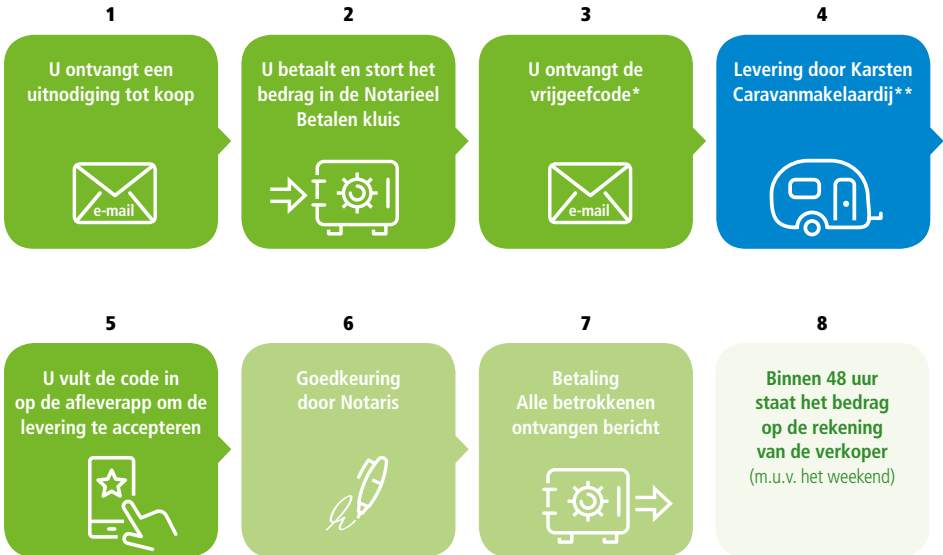 1
U ontvangt een
uitnodiging tot koop
e-mail
2
U betaalt en stort het
bedrag in de Notarieel
Betalen kluis
3
U ontvangt de
vrijgeefcode*
e-mail
4
Levering door Karsten
Caravanmakelaardij**
5
U vult de code in
op de afleverapp om de
levering te accepteren
6
Goedkeuring
door Notaris
7
Betaling
Alle betrokkenen
ontvangen bericht
8
Binnen 48 uur
staat het bedrag
op de rekening
van de verkoper
(m.u.v. het weekend)